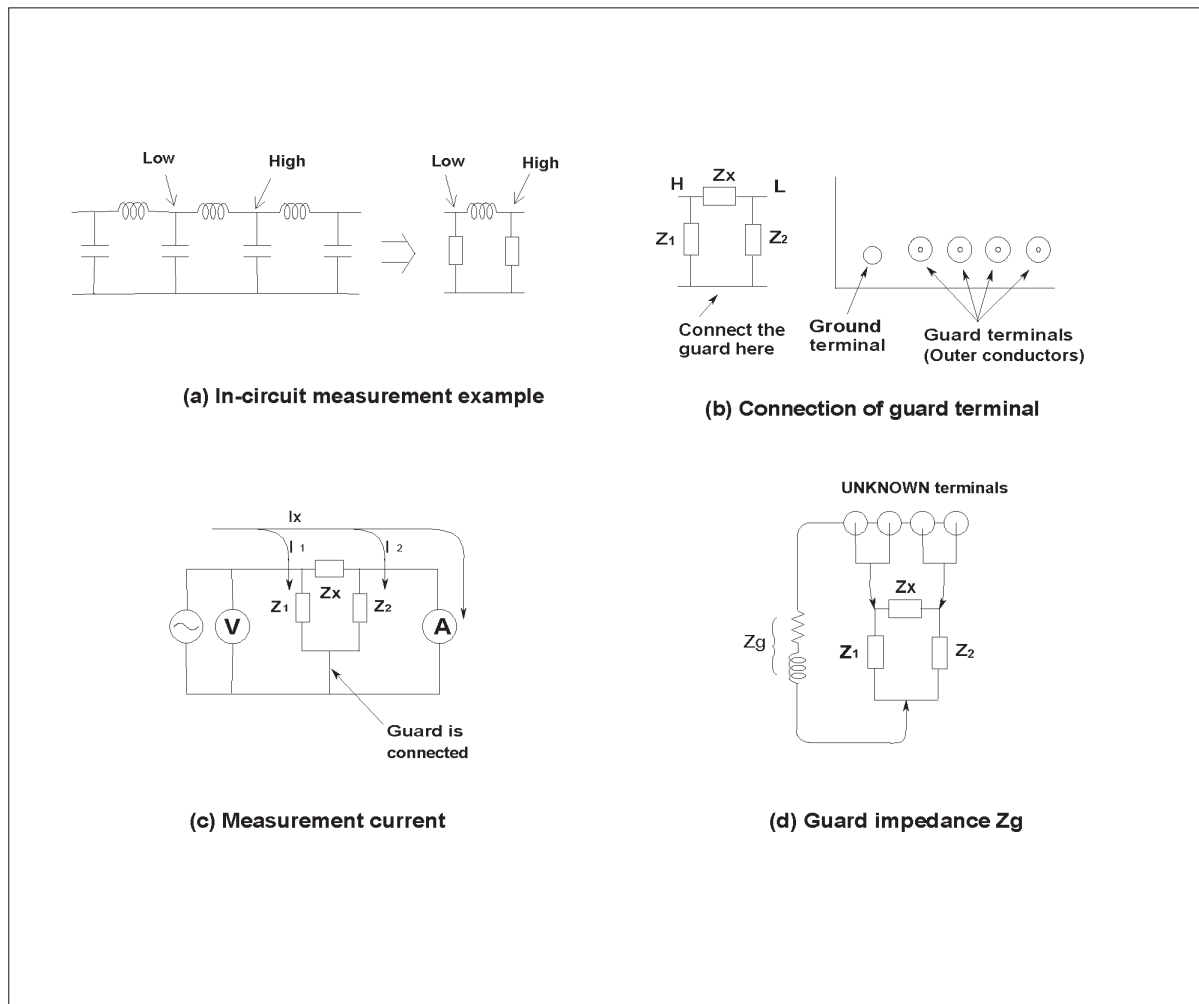 Low
High
Low
High
(a) In-circuit measurement example
H
Zx
L
Z1
Z2
Connect the
guard here
Ground
terminal
Guard terminals
(Outer conductors)
(b) Connection of guard terminal
Ix
I 1
I 2
Zx
Z1
Z2
V
A
Guard is
connected
(c) Measurement current
UNKNOWN terminals
Zx
Zg
Z1
Z2
(d) Guard impedance Zg